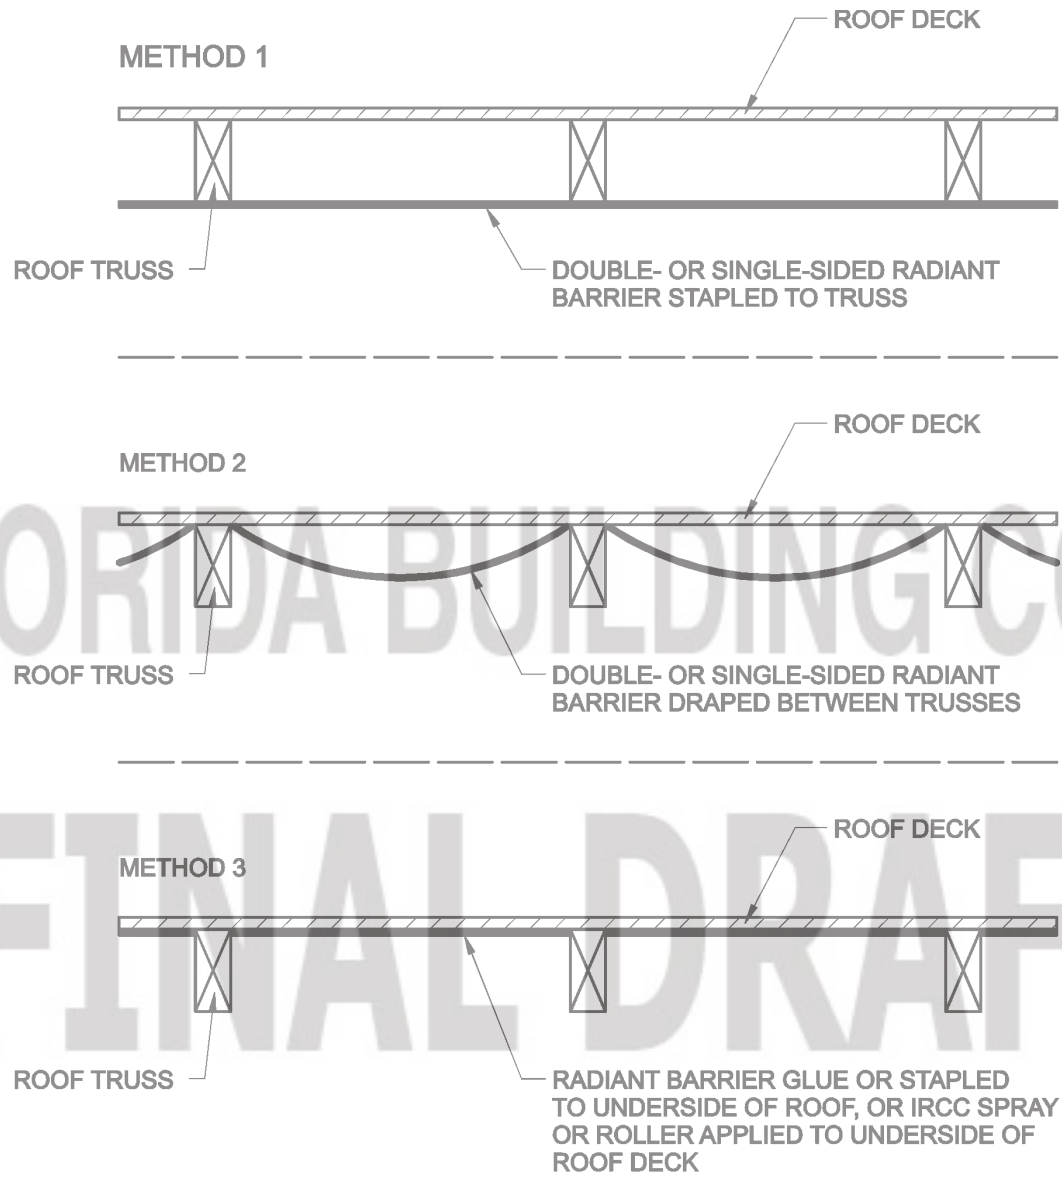 ROOF DECK
METHOD 1
ROOF TRUSS
DOUBLE- OR SINGLE-SIDED RADIANT
BARRIER STAPLED TO TRUSS
ROOF DECK
METHOD 2
ORIDA BUILDING CO
ROOF TRUSS
DOUBLE- OR SINGLE-SIDED RADIANT
BARRIER DRAPED BETWEEN TRUSSES
ROOF DECK
METHOD 3
FINAL DRAF
ROOF TRUSS
RADIANT BARRIER GLUE OR STAPLED
TO UNDERSIDE OF ROOF, OR IRCC SPRAY
OR ROLLER APPLIED TO UNDERSIDE OF
ROOF DECK